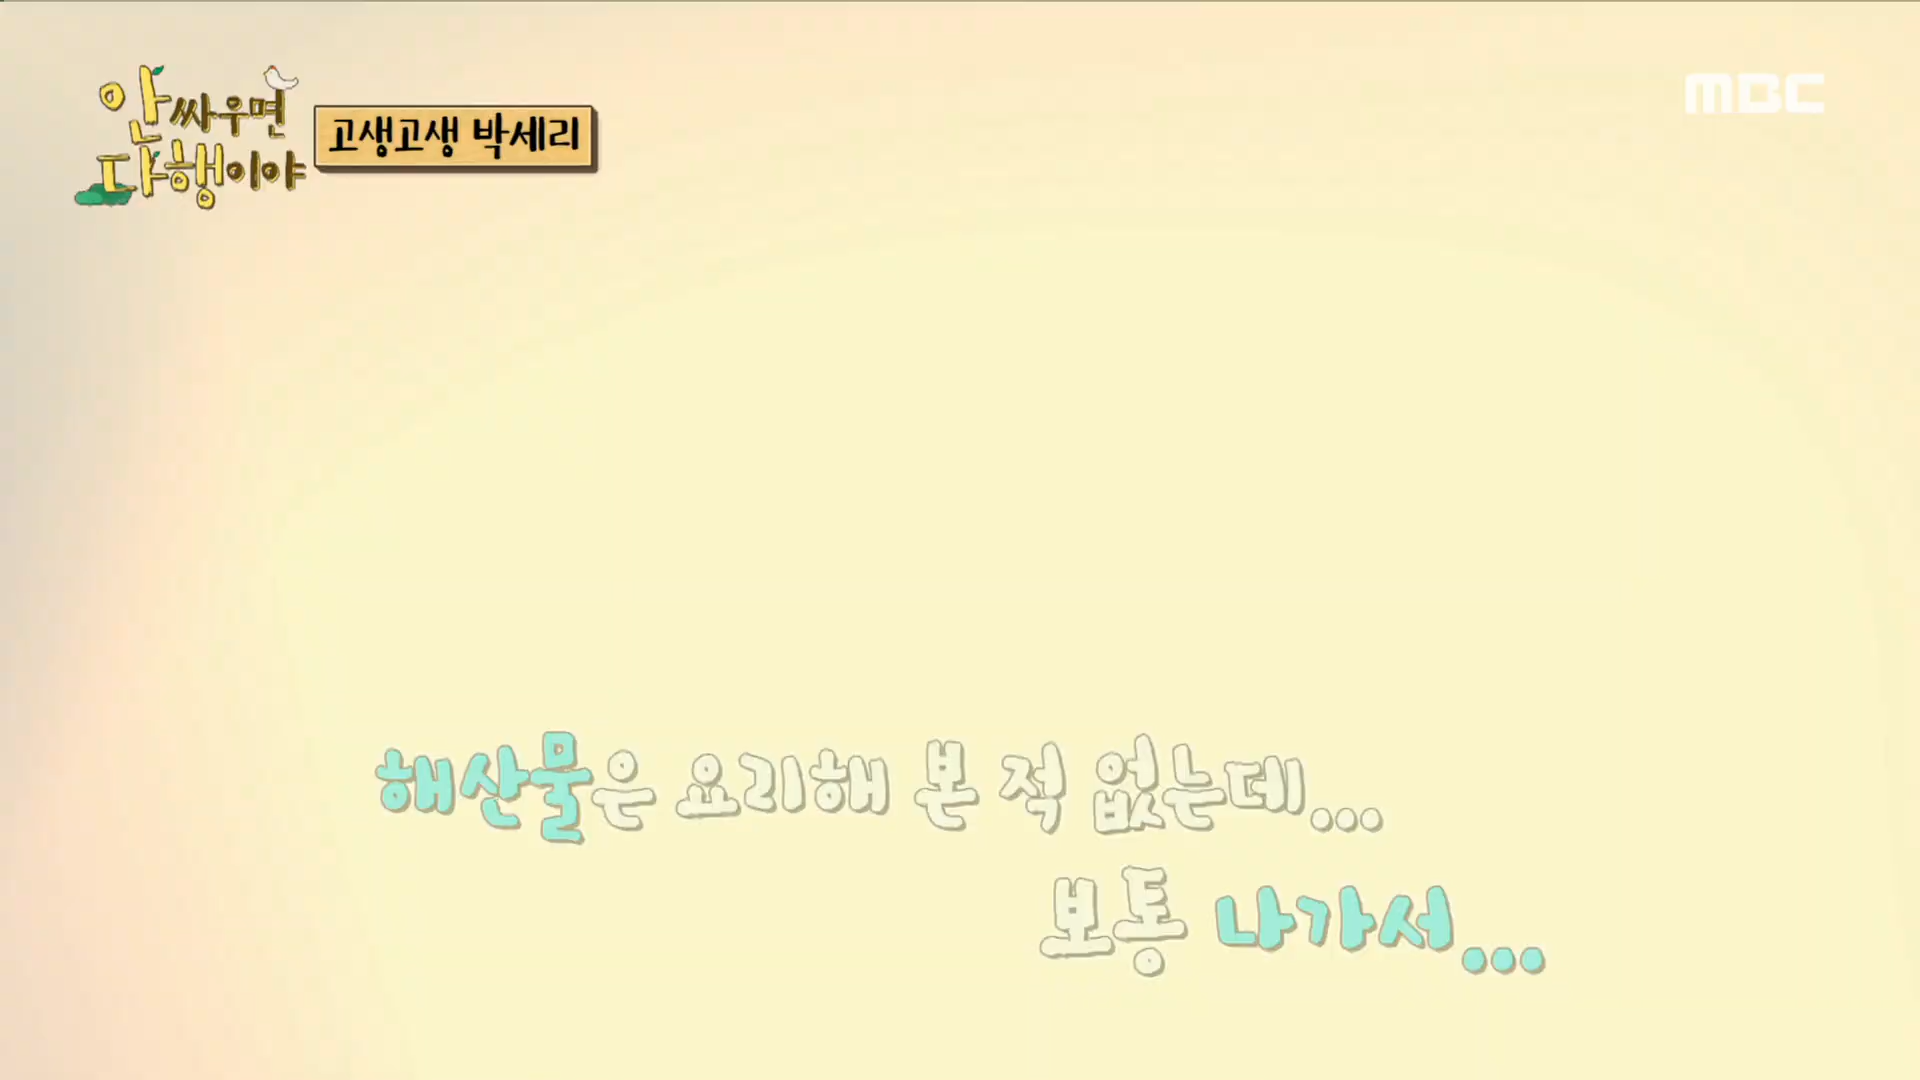 안싸우면
다행이야
고생고생 박세리
MBC
해산물은 요리해 본 적 없는데...
보통 나가서...